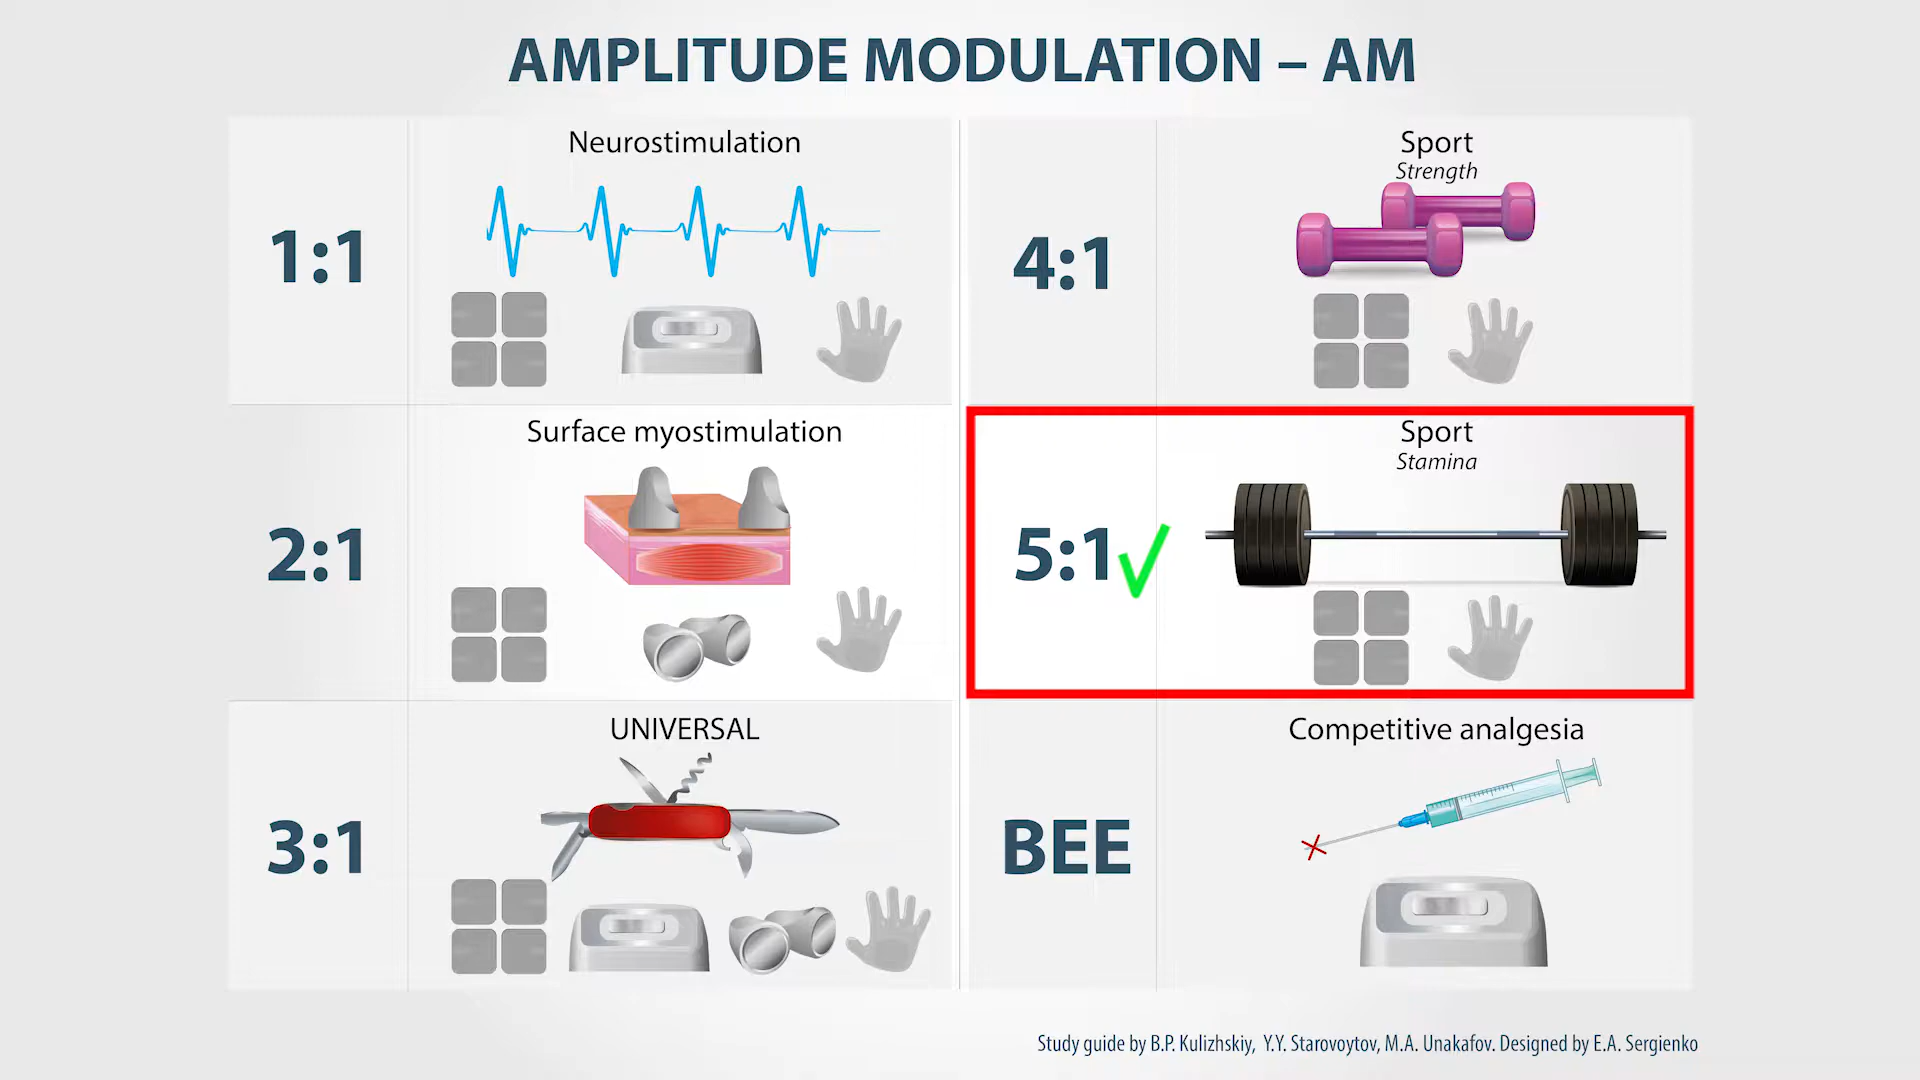 AMPLITUDE MODULATION – AM
1:1
Neurostimulation
2:1
Surface myostimulation
3:1
UNIVERSAL
4:1
Sport
Strength
5:1
Sport
Stamina
BEE
Competitive analgesia
Study guide by B.P. Kulizhskiy, Y.Y. Starovoytov, M.A. Unakafov. Designed by E.A. Sergienko